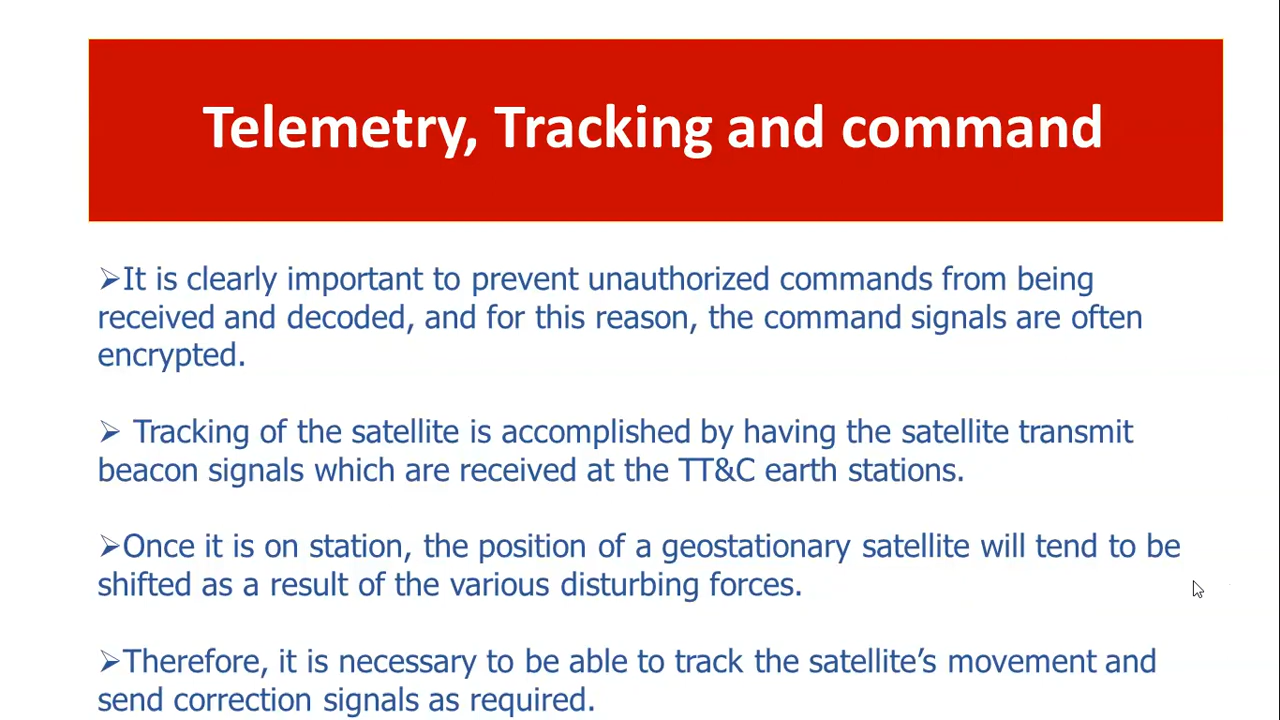 Telemetry, Tracking and command
➢It is clearly important to prevent unauthorized commands from being
received and decoded, and for this reason, the command signals are often
encrypted.
➢ Tracking of the satellite is accomplished by having the satellite transmit
beacon signals which are received at the TT&C earth stations.
➢Once it is on station, the position of a geostationary satellite will tend to be
shifted as a result of the various disturbing forces.
➢Therefore, it is necessary to be able to track the satellite’s movement and
send correction signals as required.